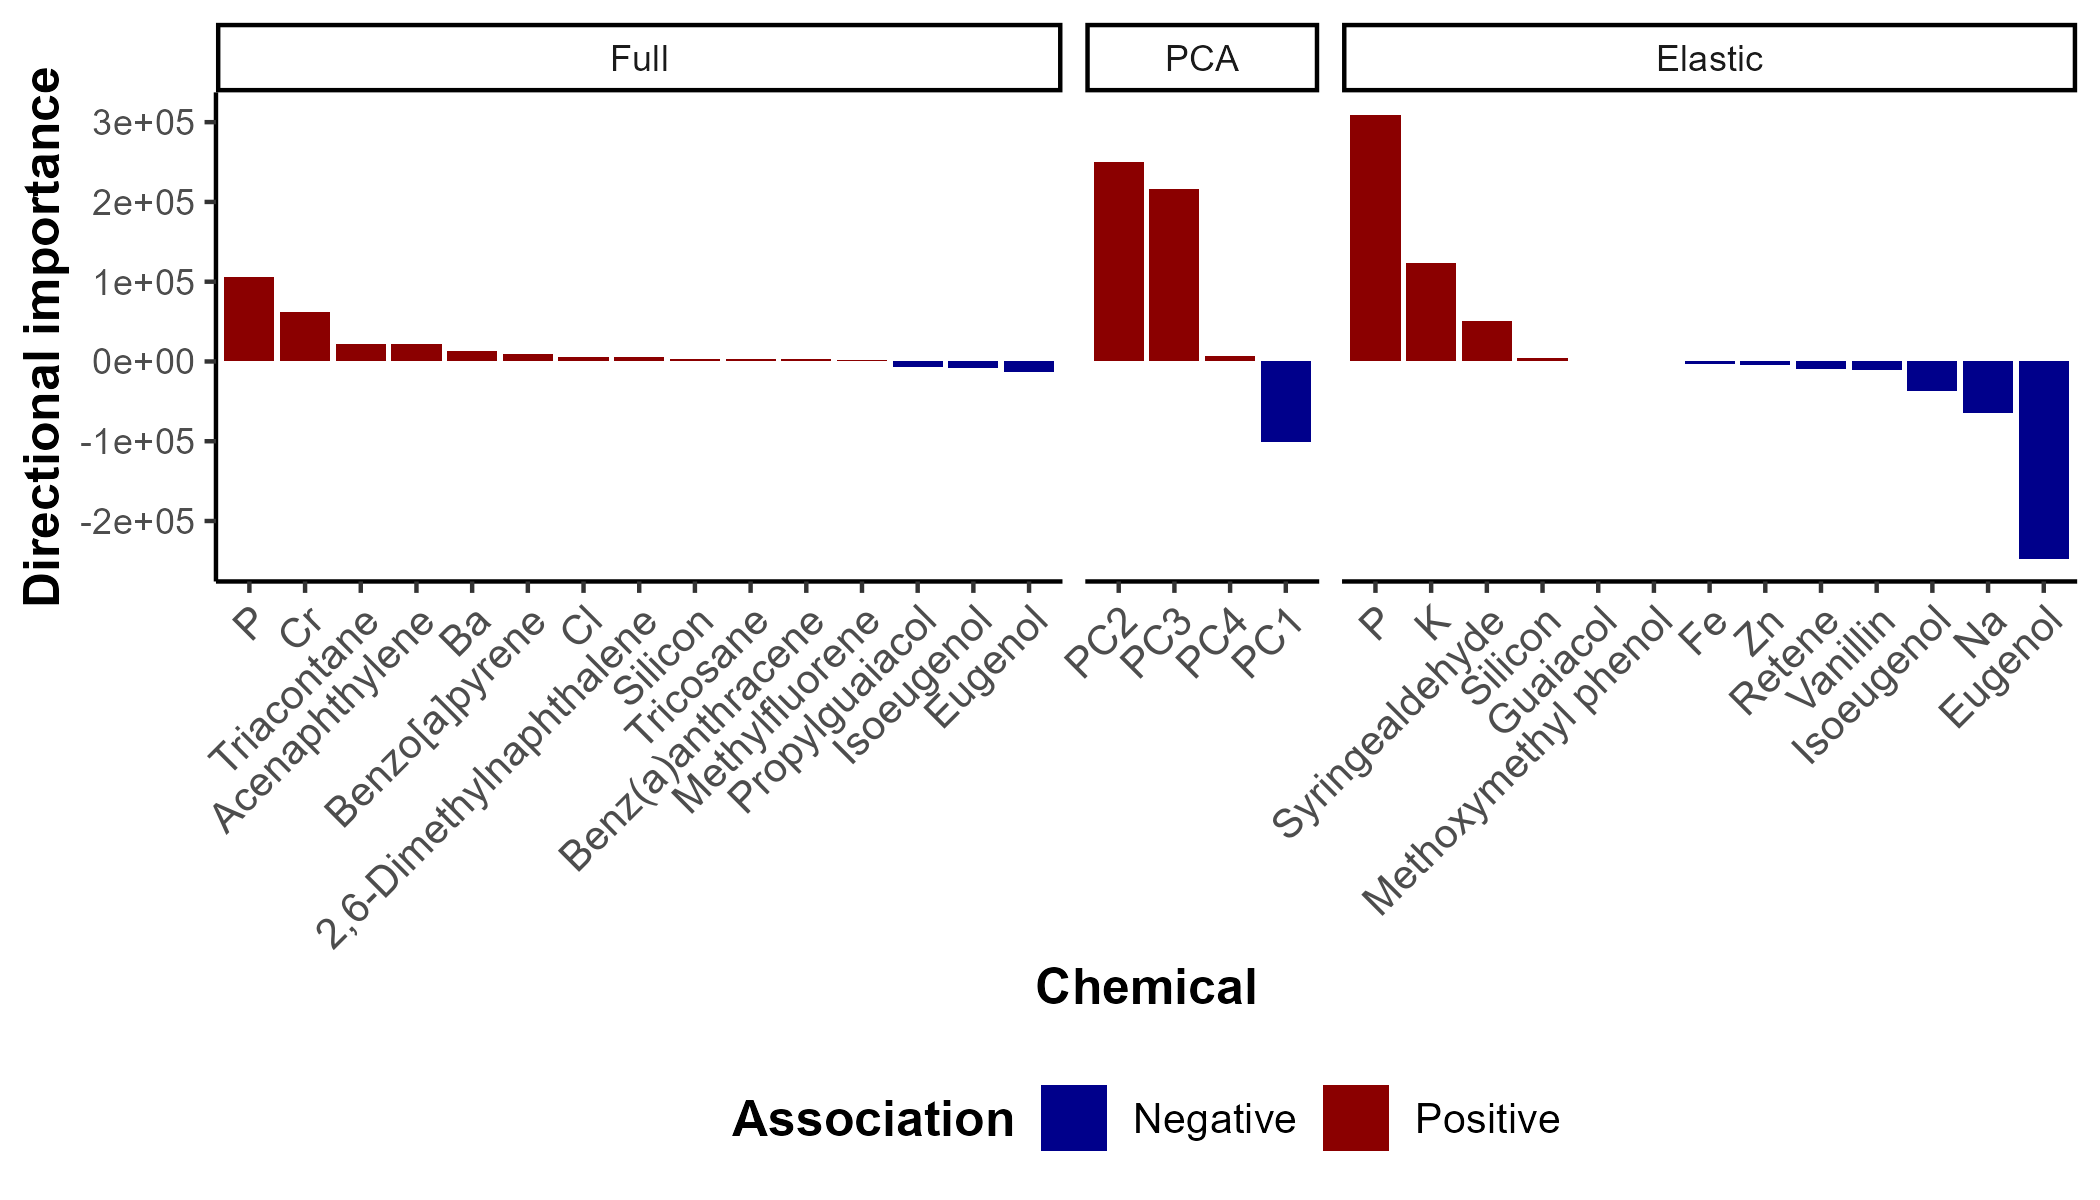 Full
PCA
Elastic
Directional importance
3e+05
2e+05
1e+05
0e+00
-1e+05
-2e+05
P
Cr
Triacontane
Acenaphthylene
Ba
Benzo[a]pyrene
Cl
2,6-Dimethylnaphthalene
Silicon
Tricosane
Benz(a)anthracene
Methylfluorene
Propylguaiacol
Isoeugenol
Eugenol
PC2
PC3
PC4
PC1
P
K
Syringealdehyde
Silicon
Guaiacol
Methoxymethyl phenol
Fe
Zn
Retene
Vanillin
Isoeugenol
Na
Eugenol
Chemical
Association
Negative
Positive